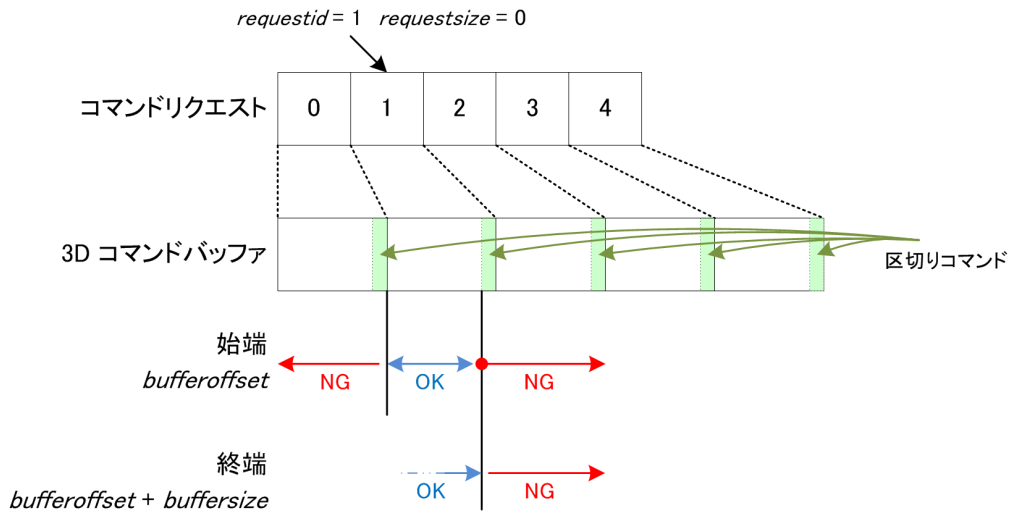 requestid = 1 requestsize = 0
コマンドリクエスト
0 1 2 3 4
3D コマンドバッファ
区切りコマンド
始端
bufferoffset
NG OK NG
終端
bufferoffset + buffersize
OK NG